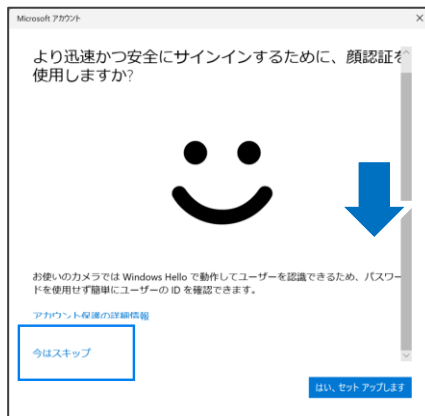 Microsoft アカウント
より迅速かつ安全にサインインするために、顔認証を
使用しますか?
お使いのカメラでは Windows Hello で動作してユーザーを認識できるため、パスワー
ドを使用せず簡単にユーザーの ID を確認できます。
アカウント保護の詳細情報
今はスキップ
はい、セット アップします